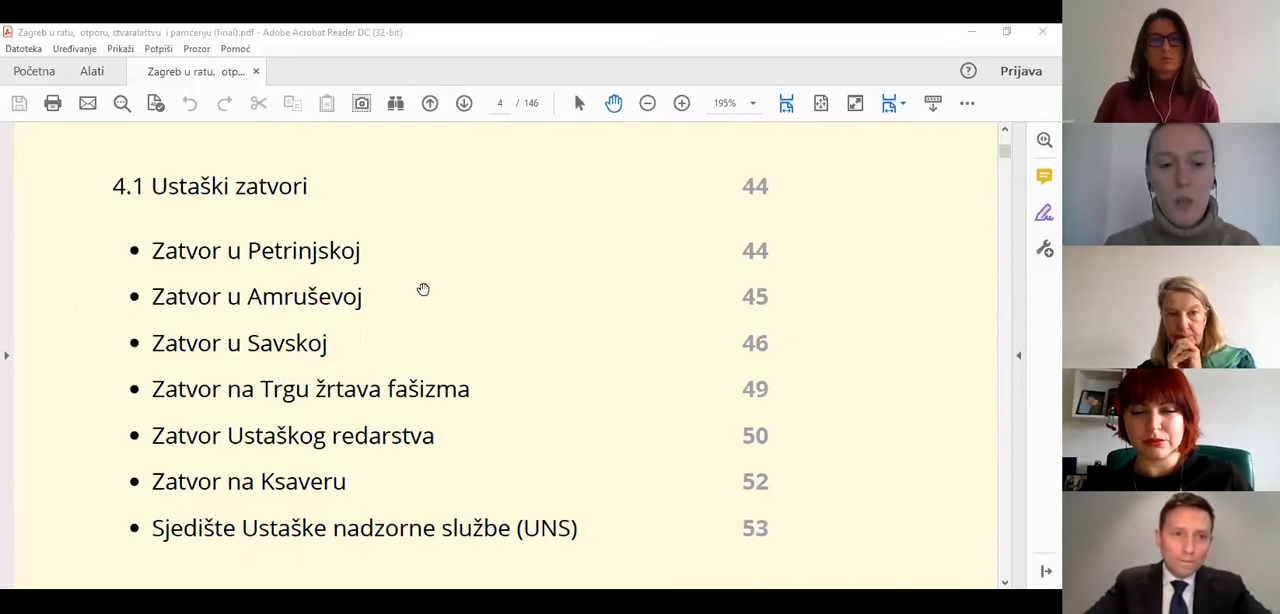 Zagreb u ratu,  otporu, stvaralaštvu  i pamćenju (final).pdf - Adobe Acrobat Reader DC (32-bit)
Datoteka Uređivanje Prikaži Potpiši Prozor Pomoć
Početna Alati Zagreb u ratu,  otp... × Prijava
4 / 146 195%
4.1 Ustaški zatvori 44
• Zatvor u Petrinjskoj 44
• Zatvor u Amruševoj 45
• Zatvor u Savskoj 46
• Zatvor na Trgu žrtava fašizma 49
• Zatvor Ustaškog redarstva 50
• Zatvor na Ksaveru 52
• Sjedište Ustaške nadzorne službe (UNS) 53